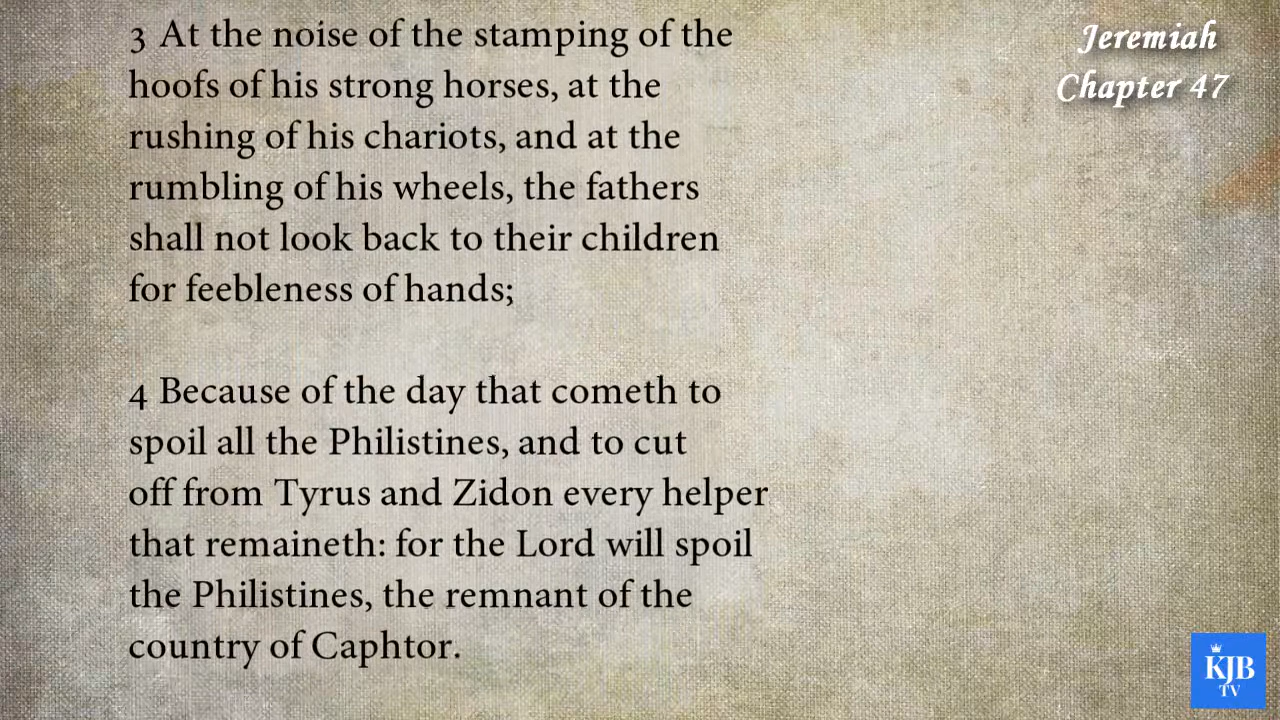 3 At the noise of the stamping of the
hoofs of his strong horses, at the
rushing of his chariots, and at the
rumbling of his wheels, the fathers
shall not look back to their children
for feebleness of hands;
4 Because of the day that cometh to
spoil all the Philistines, and to cut
off from Tyrus and Zidon every helper
that remaineth: for the Lord will spoil
the Philistines, the remnant of the
country of Caphtor.
Jeremiah
Chapter 47
KJB
TV